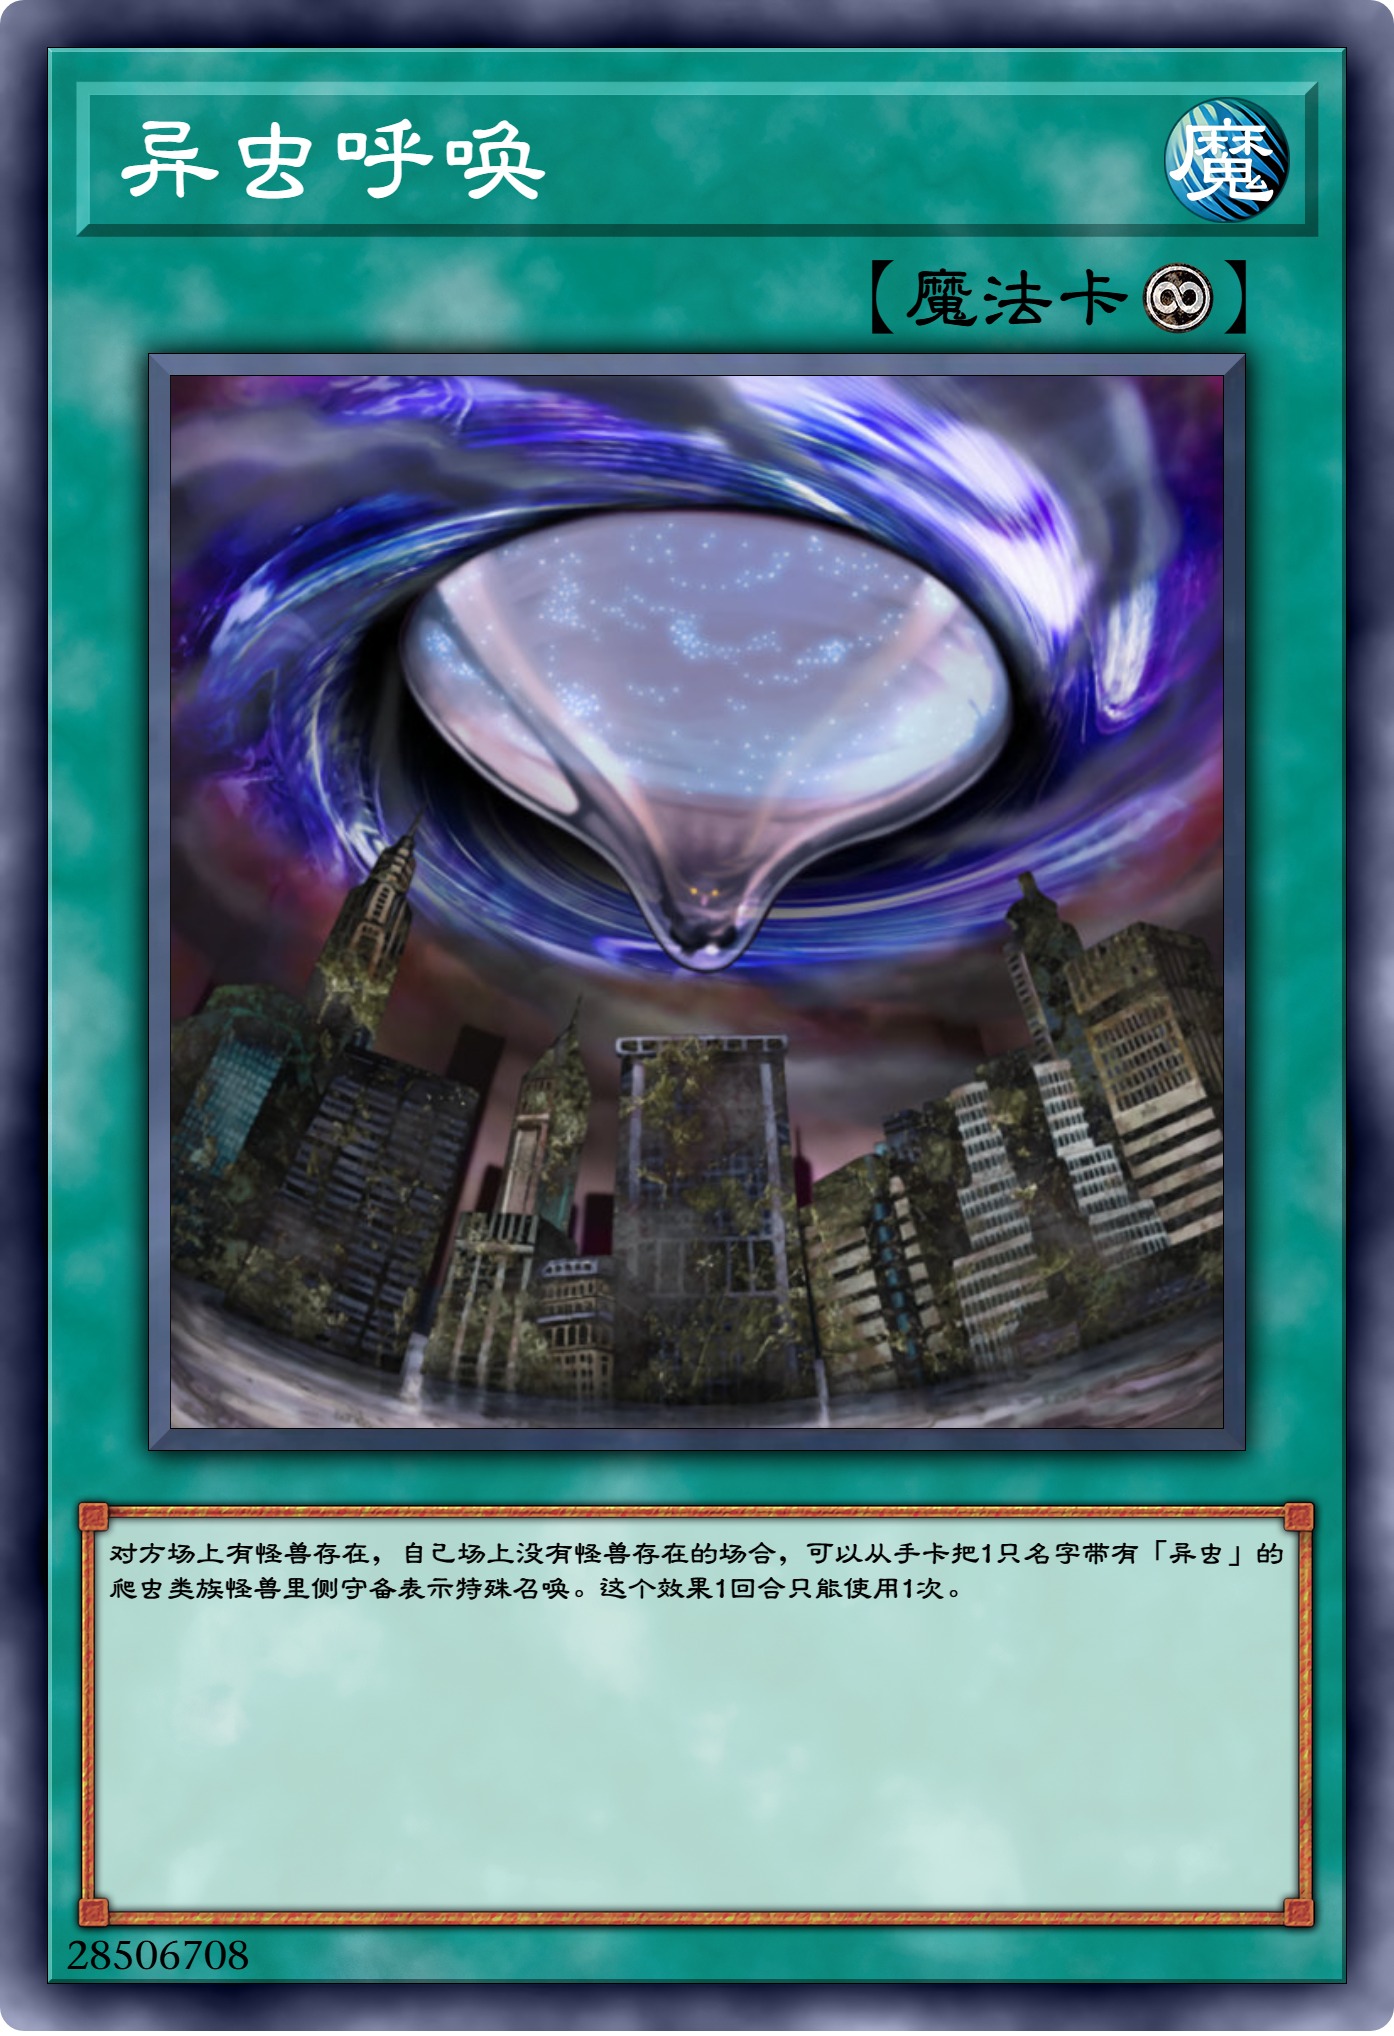 异虫呼唤
魔
【魔法卡♾】
对方场上有怪兽存在，自己场上没有怪兽存在的场合，可以从手卡把1只名字带有「异虫」的
爬虫类族怪兽里侧守备表示特殊召唤。这个效果1回合只能使用1次。
28506708